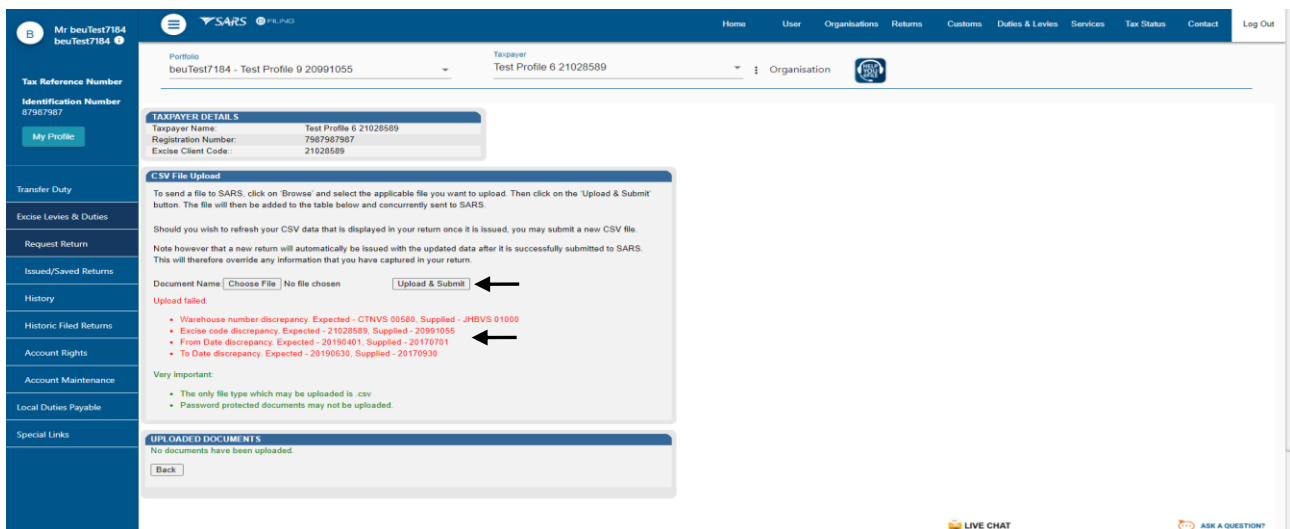 B
Mr beuTest7184
beuTest7184
Tax Reference Number
Identification Number
87987987
My Profile
Transfer Duty
Excise Levies & Duties
Request Return
Issued/Saved Returns
History
Historic Filed Returns
Account Rights
Account Maintenance
Local Duties Payable
Special Links
SARS eFILING
Home User Organisations Returns Customs Duties & Levies Services Tax Status Contact Log Out
Portfolio
beuTest7184 - Test Profile 9 20991055
Taxpayer
Test Profile 6 21028589
Organisation
HELP YOU eFILE
TAXPAYER DETAILS
Taxpayer Name: Test Profile 6 21028589
Registration Number: 7987987987
Excise Client Code:: 21028589
CSV File Upload
To send a file to SARS, click on 'Browse' and select the applicable file you want to upload. Then click on the 'Upload & Submit'
button. The file will then be added to the table below and concurrently sent to SARS.
Should you wish to refresh your CSV data that is displayed in your return once it is issued, you may submit a new CSV file.
Note however that a new return will automatically be issued with the updated data after it is successfully submitted to SARS.
This will therefore override any information that you have captured in your return.
Document Name: Choose File No file chosen Upload & Submit
Upload failed.
• Warehouse number discrepancy. Expected - CTNVS 00580, Supplied - JHBVS 01000
• Excise code discrepancy. Expected - 21028589, Supplied - 20991055
• From Date discrepancy. Expected - 20190401, Supplied - 20170701
• To Date discrepancy. Expected - 20190630, Supplied - 20170930
Very important:
• The only file type which may be uploaded is .csv
• Password protected documents may not be uploaded.
UPLOADED DOCUMENTS
No documents have been uploaded.
Back
LIVE CHAT
ASK A QUESTION?